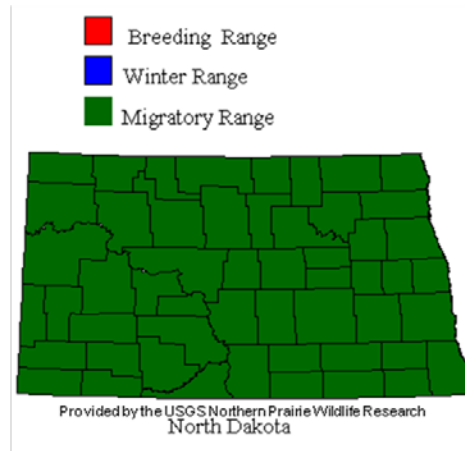 Breeding Range
Winter Range
Migratory Range
Provided by the USGS Northern Prairie Wildlife Research
North Dakota